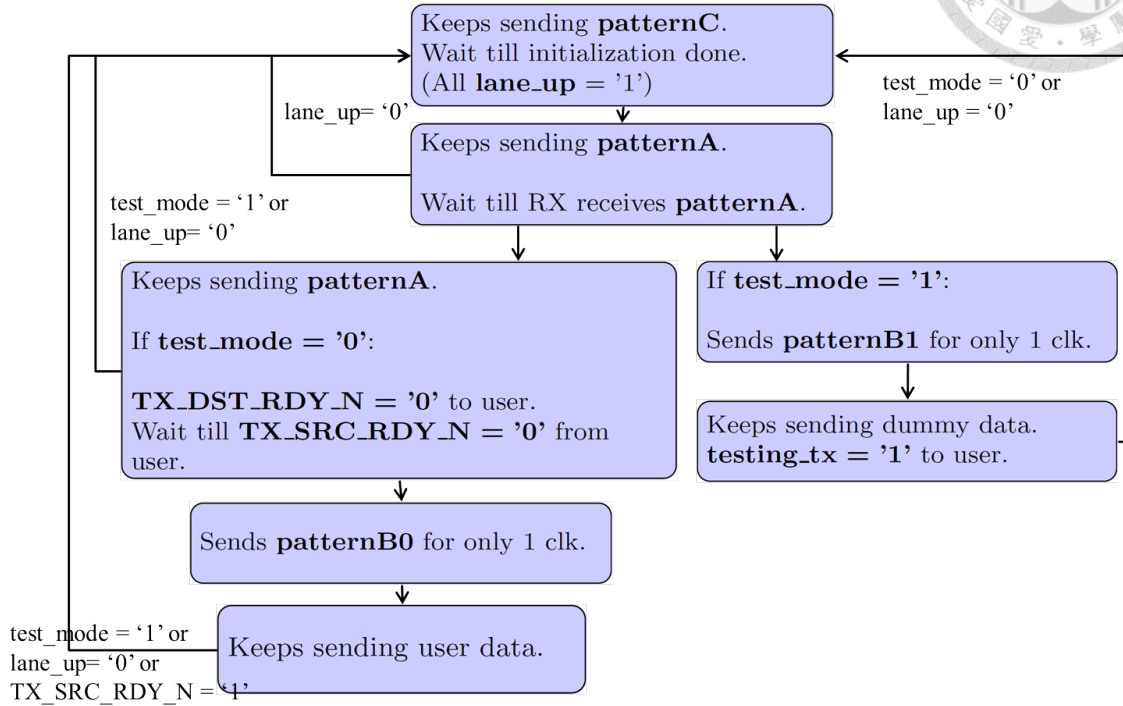 Keeps sending patternC.
Wait till initialization done.
(All lane_up = '1')
愛國愛・學
test_mode = ‘0’ or
lane_up = ‘0’
lane_up= ‘0’
Keeps sending patternA.
Wait till RX receives patternA.
test_mode = ‘1’ or
lane_up= ‘0’
Keeps sending patternA.
If test_mode = '0':
TX_DST_RDY_N = '0' to user.
Wait till TX_SRC_RDY_N = '0' from
user.
If test_mode = '1':
Sends patternB1 for only 1 clk.
Keeps sending dummy data.
testing_tx = '1' to user.
Sends patternB0 for only 1 clk.
Keeps sending user data.
test_mode = ‘1’ or
lane_up= ‘0’ or
TX_SRC_RDY_N = ‘1’